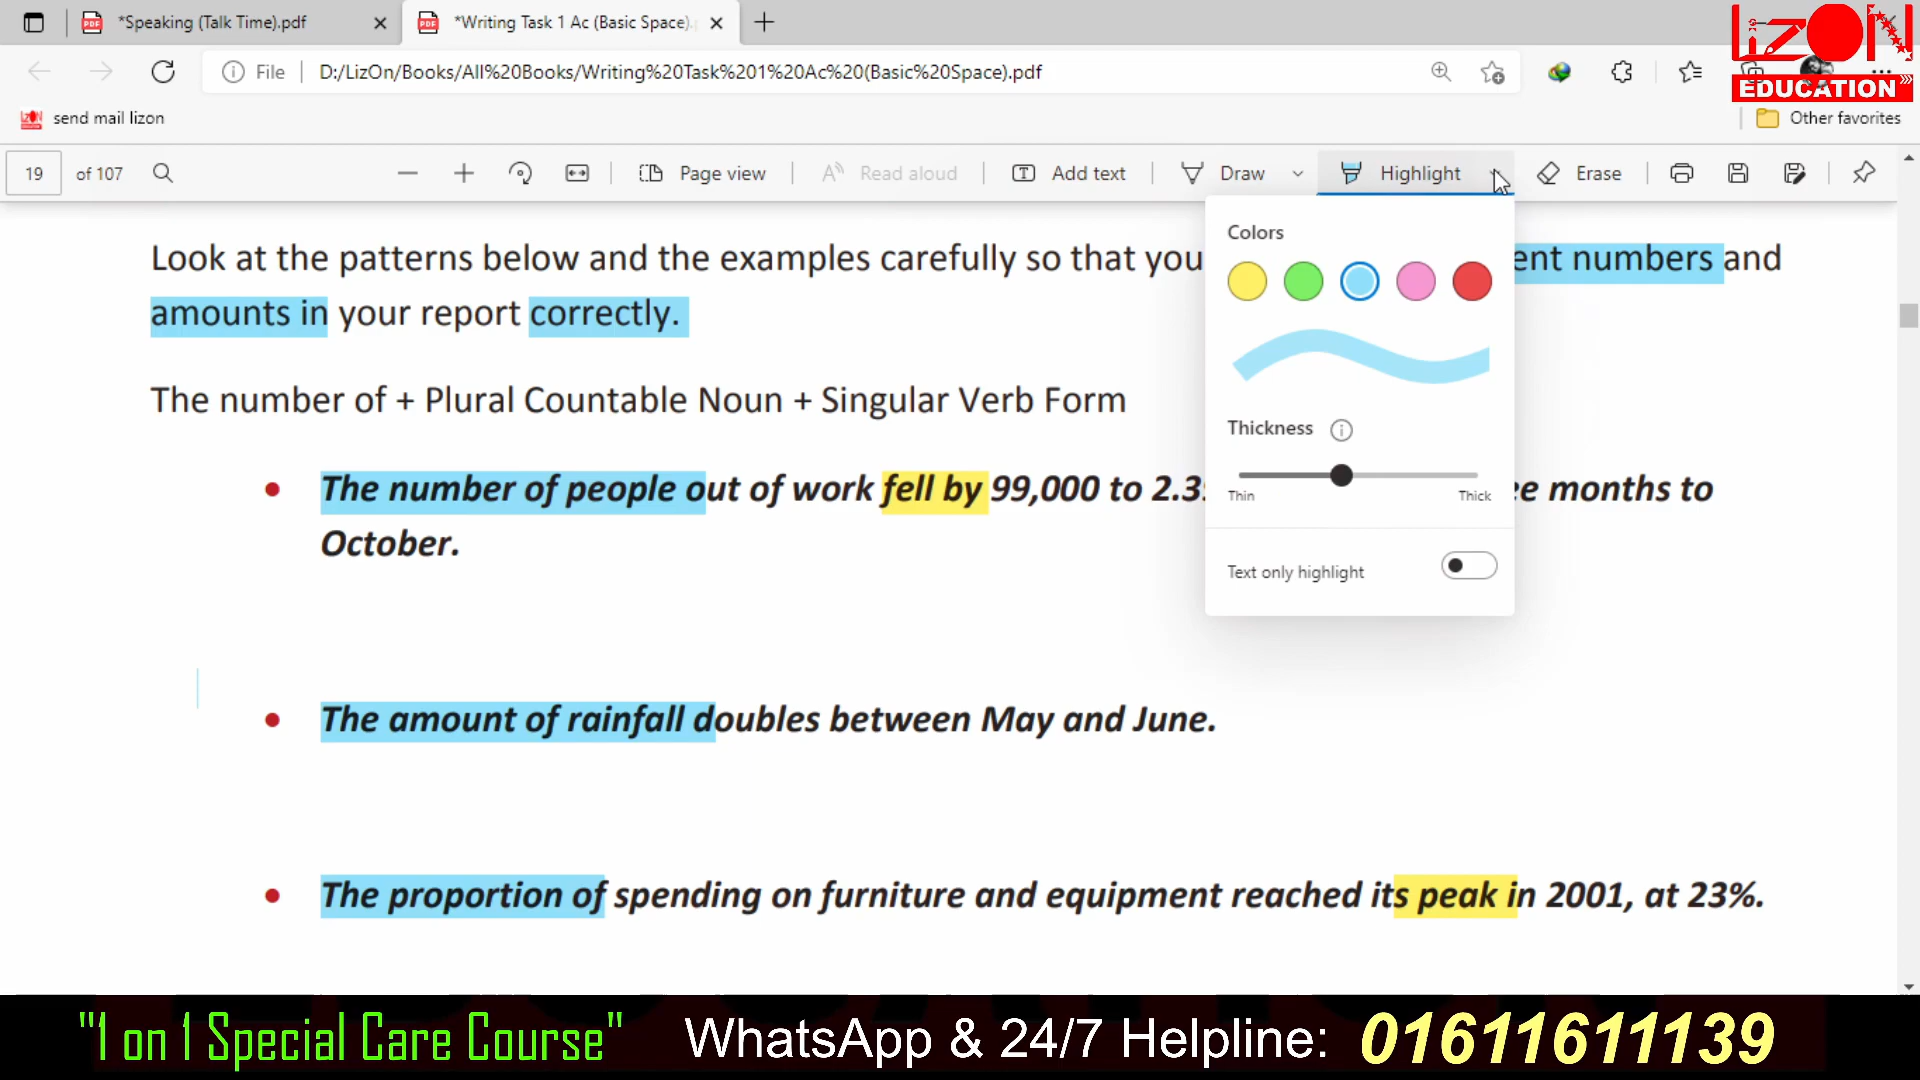 *Speaking (Talk Time).pdf
*Writing Task 1 Ac (Basic Space).p
LizON
EDUCATION
File D:/LizOn/Books/All%20Books/Writing%20Task%201%20Ac%20(Basic%20Space).pdf
send mail lizon
Other favorites
19 of 107 Page view Read aloud Add text Draw Highlight Erase
Look at the patterns below and the examples carefully so that you ent numbers and
amounts in your report correctly.
The number of + Plural Countable Noun + Singular Verb Form
• The number of people out of work fell by 99,000 to 2.3 ee months to
October.
• The amount of rainfall doubles between May and June.
• The proportion of spending on furniture and equipment reached its peak in 2001, at 23%.
Colors
Thickness
Thin Thick
Text only highlight
"1 on 1 Special Care Course" WhatsApp & 24/7 Helpline: 01611611139